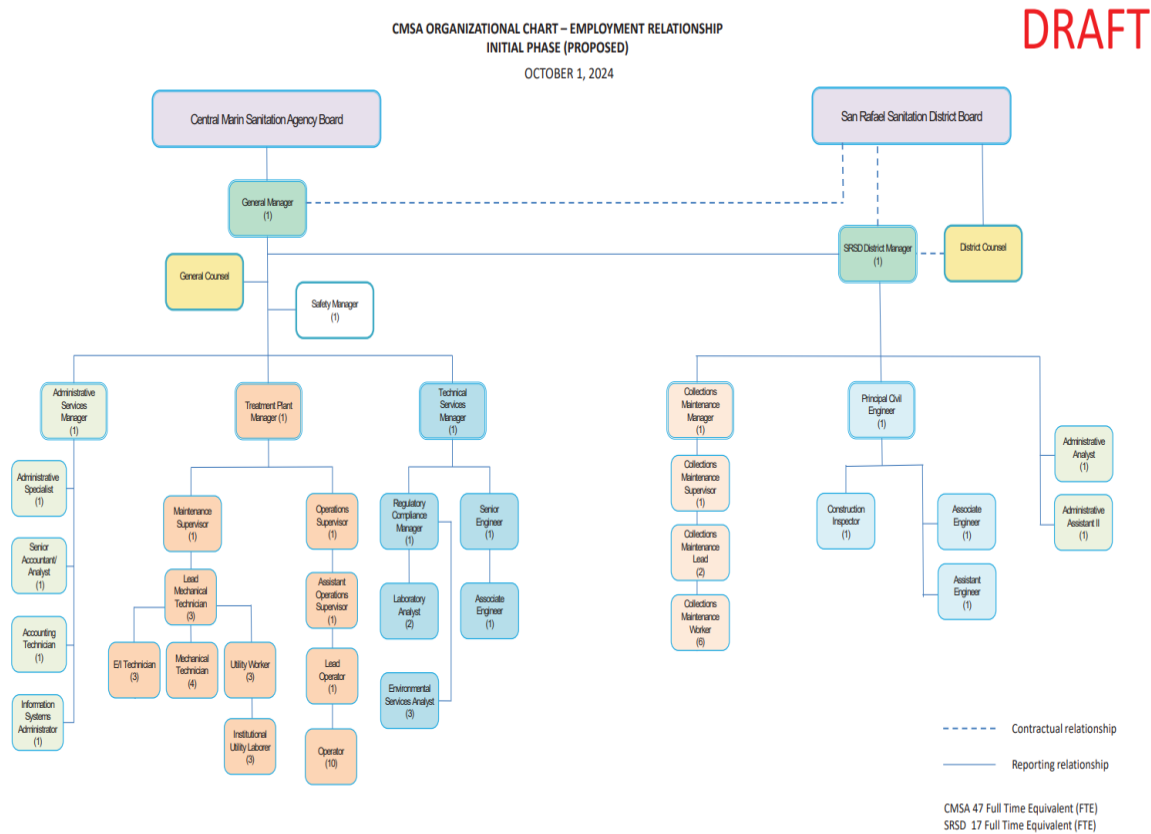 CMSA ORGANIZATIONAL CHART – EMPLOYMENT RELATIONSHIP
INITIAL PHASE (PROPOSED)
OCTOBER 1, 2024
DRAFT
Central Marin Sanitation Agency Board
San Rafael Sanitation District Board
General Manager
(1)
SRSD District Manager
(1)
District Counsel
General Counsel
Safety Manager
(1)
Administrative
Services
Manager
(1)
Treatment Plant
Manager (1)
Technical
Services
Manager
(1)
Collections
Maintenance
Manager
(1)
Principal Civil
Engineer
(1)
Administrative
Analyst
(1)
Administrative
Assistant II
(1)
Administrative
Specialist
(1)
Senior
Accountant/
Analyst
(1)
Accounting
Technician
(1)
Information
Systems
Administrator
(1)
Maintenance
Supervisor
(1)
Lead
Mechanical
Technician
(3)
E/I Technician
(3)
Mechanical
Technician
(4)
Utility Worker
(3)
Institutional
Utility Laborer
(3)
Operations
Supervisor
(1)
Assistant
Operations
Supervisor
(1)
Lead
Operator
(1)
Operator
(10)
Regulatory
Compliance
Manager
(1)
Laboratory
Analyst
(2)
Environmental
Services Analyst
(3)
Senior
Engineer
(1)
Associate
Engineer
(1)
Collections
Maintenance
Supervisor
(1)
Collections
Maintenance
Lead
(2)
Collections
Maintenance
Worker
(6)
Construction
Inspector
(1)
Associate
Engineer
(1)
Assistant
Engineer
(1)
Contractual relationship
Reporting relationship
CMSA 47 Full Time Equivalent (FTE)
SRSD 17 Full Time Equivalent (FTE)